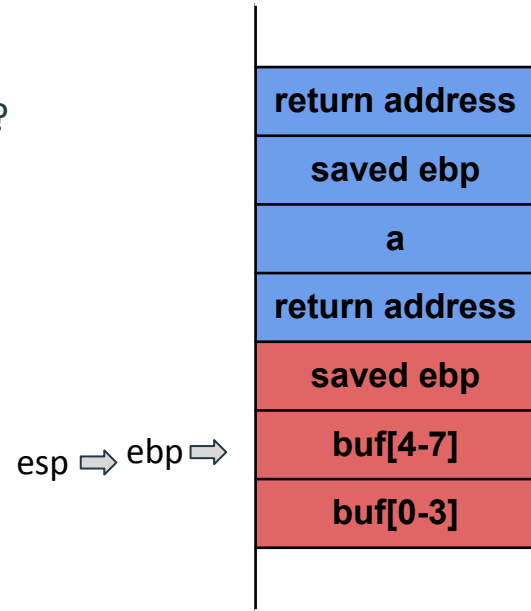 ?
return address
saved ebp
a
return address
saved ebp
esp ebp buf[4-7]
buf[0-3]